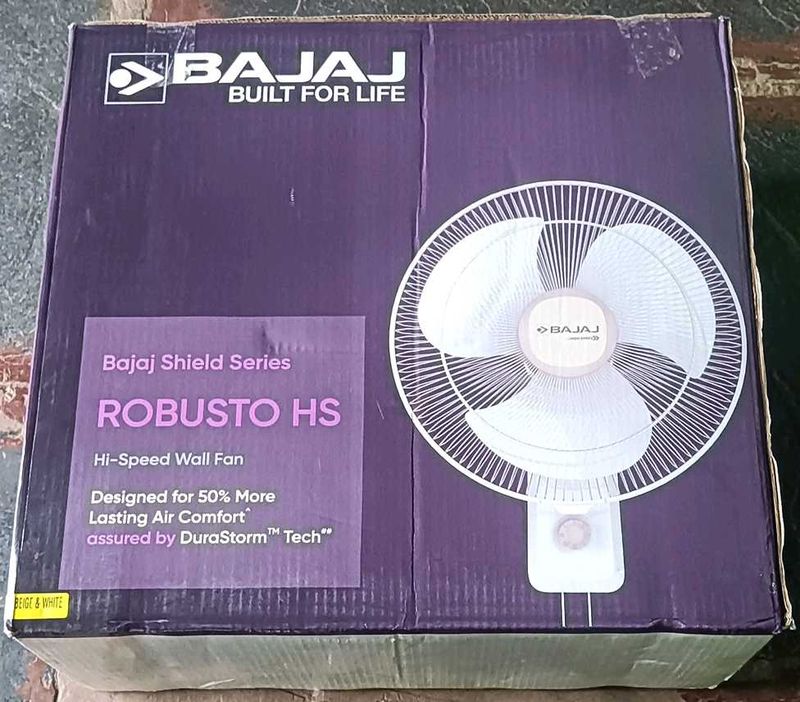 BAJAJ
BUILT FOR LIFE
BAJAJ
Bajaj Shield Series
ROBUSTO HS
Hi-Speed Wall Fan
Designed for 50% More
Lasting Air Comfort^
assured by DuraStorm™ Tech##
BEIGE & WHITE